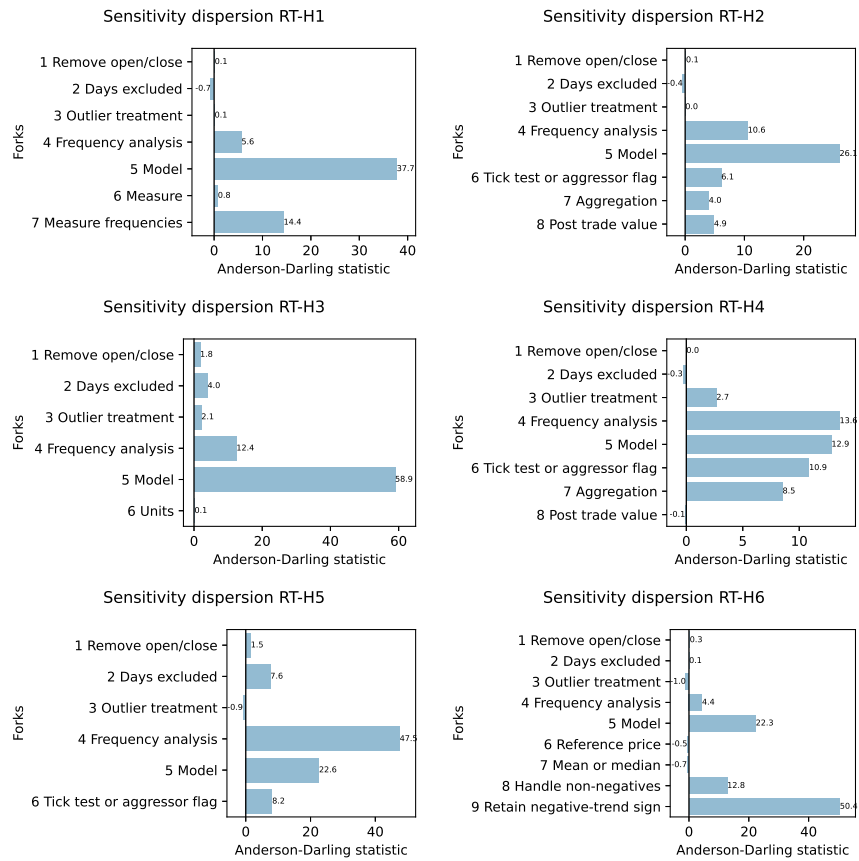 Sensitivity dispersion RT-H1
Forks
1 Remove open/close 0.1
2 Days excluded -0.7
3 Outlier treatment 0.1
4 Frequency analysis 5.6
5 Model 37.7
6 Measure 0.8
7 Measure frequencies 14.4
0 10 20 30 40
Anderson-Darling statistic
Sensitivity dispersion RT-H2
Forks
1 Remove open/close 0.1
2 Days excluded -0.4
3 Outlier treatment 0.0
4 Frequency analysis 10.6
5 Model 26.1
6 Tick test or aggressor flag 6.1
7 Aggregation 4.0
8 Post trade value 4.9
0 10 20
Anderson-Darling statistic
Sensitivity dispersion RT-H3
Forks
1 Remove open/close 1.8
2 Days excluded 4.0
3 Outlier treatment 2.1
4 Frequency analysis 12.4
5 Model 58.9
6 Units 0.1
0 20 40 60
Anderson-Darling statistic
Sensitivity dispersion RT-H4
Forks
1 Remove open/close 0.0
2 Days excluded -0.3
3 Outlier treatment 2.7
4 Frequency analysis 13.6
5 Model 12.9
6 Tick test or aggressor flag 10.9
7 Aggregation 8.5
8 Post trade value -0.1
0 5 10
Anderson-Darling statistic
Sensitivity dispersion RT-H5
Forks
1 Remove open/close 1.5
2 Days excluded 7.6
3 Outlier treatment -0.9
4 Frequency analysis 47.5
5 Model 22.6
6 Tick test or aggressor flag 8.2
0 20 40
Anderson-Darling statistic
Sensitivity dispersion RT-H6
Forks
1 Remove open/close 0.3
2 Days excluded 0.1
3 Outlier treatment -1.0
4 Frequency analysis 4.4
5 Model 22.3
6 Reference price -0.5
7 Mean or median -0.7
8 Handle non-negatives 12.8
9 Retain negative-trend sign 50.4
0 10 20 30 40 50
Anderson-Darling statistic